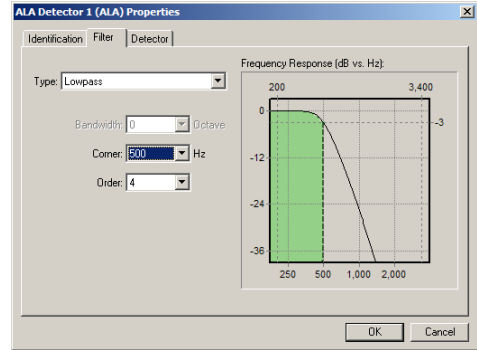 ALA Detector 1 (ALA) Properties
Identification Filter Detector
Type: Lowpass
Bandwidth: 0 Octave
Corner: 500 Hz
Order: 4
Frequency Response (dB vs. Hz):
200 3,400
0 -3
-12
-24
-36
250 500 1,000 2,000
OK Cancel